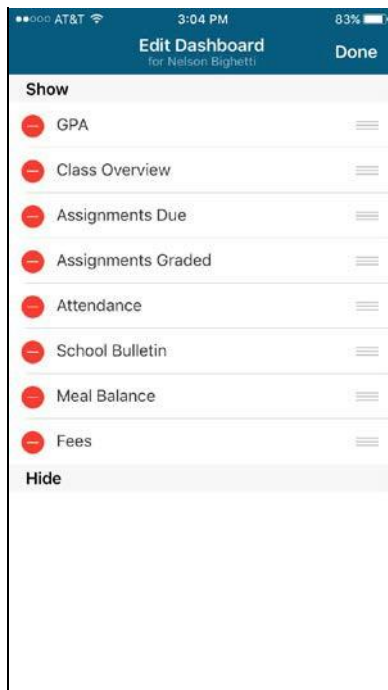 AT&T 3:04 PM 83%
Edit Dashboard
for Nelson Bighetti
Done
Show
GPA
Class Overview
Assignments Due
Assignments Graded
Attendance
School Bulletin
Meal Balance
Fees
Hide